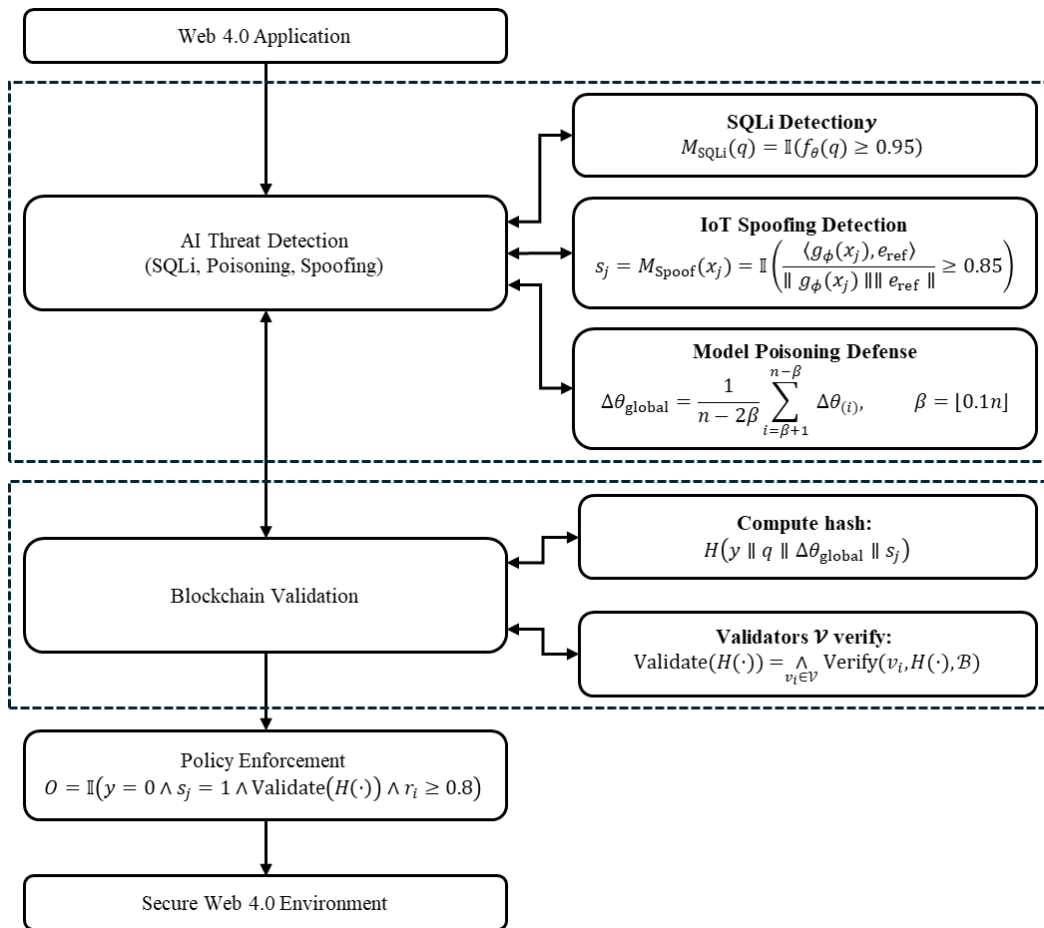 Web 4.0 Application
SQLi Detectiony
M_SQLi(q) = 𝕀(f_θ(q) ≥ 0.95)
AI Threat Detection
(SQLi, Poisoning, Spoofing)
IoT Spoofing Detection
s_j = M_Spoof(x_j) = 𝕀(⟨g_ϕ(x_j), e_ref⟩ / ‖ g_ϕ(x_j) ‖‖ e_ref ‖ ≥ 0.85)
Model Poisoning Defense
Δθ_global = 1/(n − 2β) ∑_{i=β+1}^{n−β} Δθ_(i), β = ⌊0.1n⌋
Compute hash:
H(y ∥ q ∥ Δθ_global ∥ s_j)
Blockchain Validation
Validators 𝒱 verify:
Validate(H(·)) = ∧_{v_i∈𝒱} Verify(v_i, H(·), ℬ)
Policy Enforcement
O = 𝕀(y = 0 ∧ s_j = 1 ∧ Validate(H(·)) ∧ r_i ≥ 0.8)
Secure Web 4.0 Environment